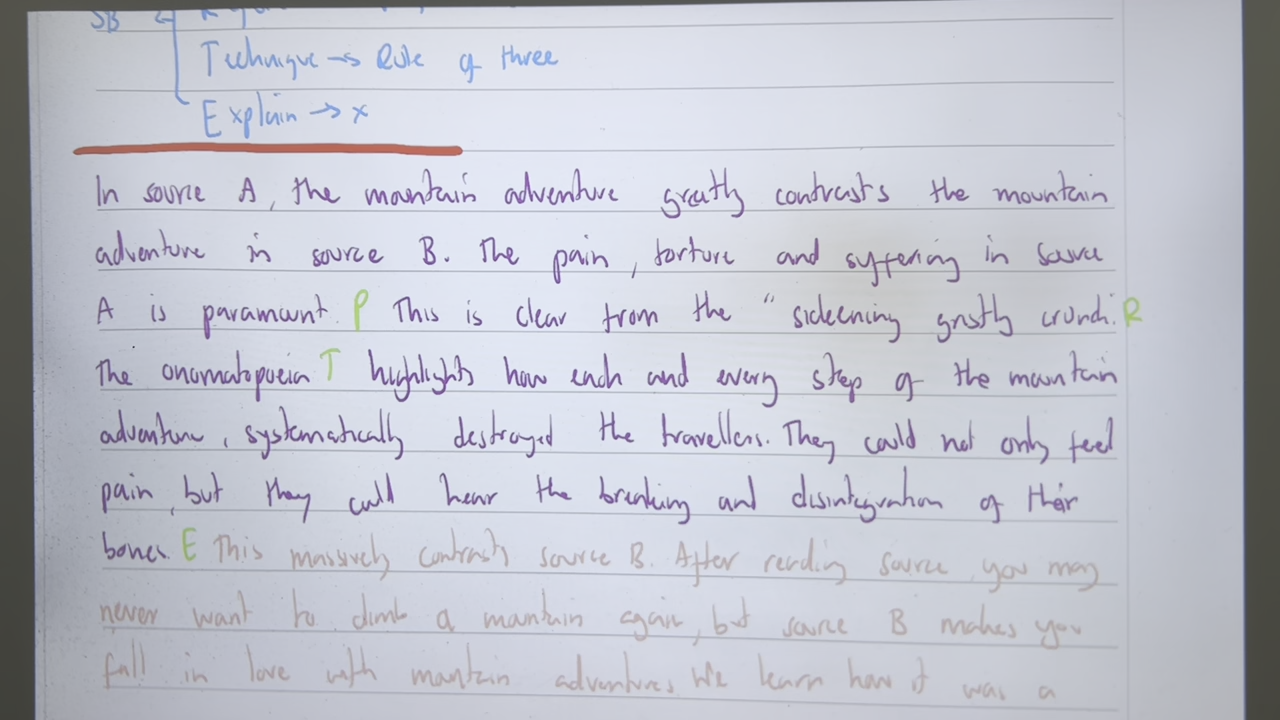 SB
Technique → Rule of three
Explain → x
In source A, the mountain adventure greatly contrasts the mountain
adventure in source B. The pain, torture and suffering in source
A is paramount. P This is clear from the "sickening gristly crunch. R
The onomatopoeia T highlights how each and every step of the mountain
adventure, systematically destroyed the travellers. They could not only feel
pain, but they could hear the breaking and disintegration of their
bones. E This massively contrasts source B. After reading source, you may
never want to climb a mountain again, but source B makes you
fall in love with mountain adventures. We learn how it was a